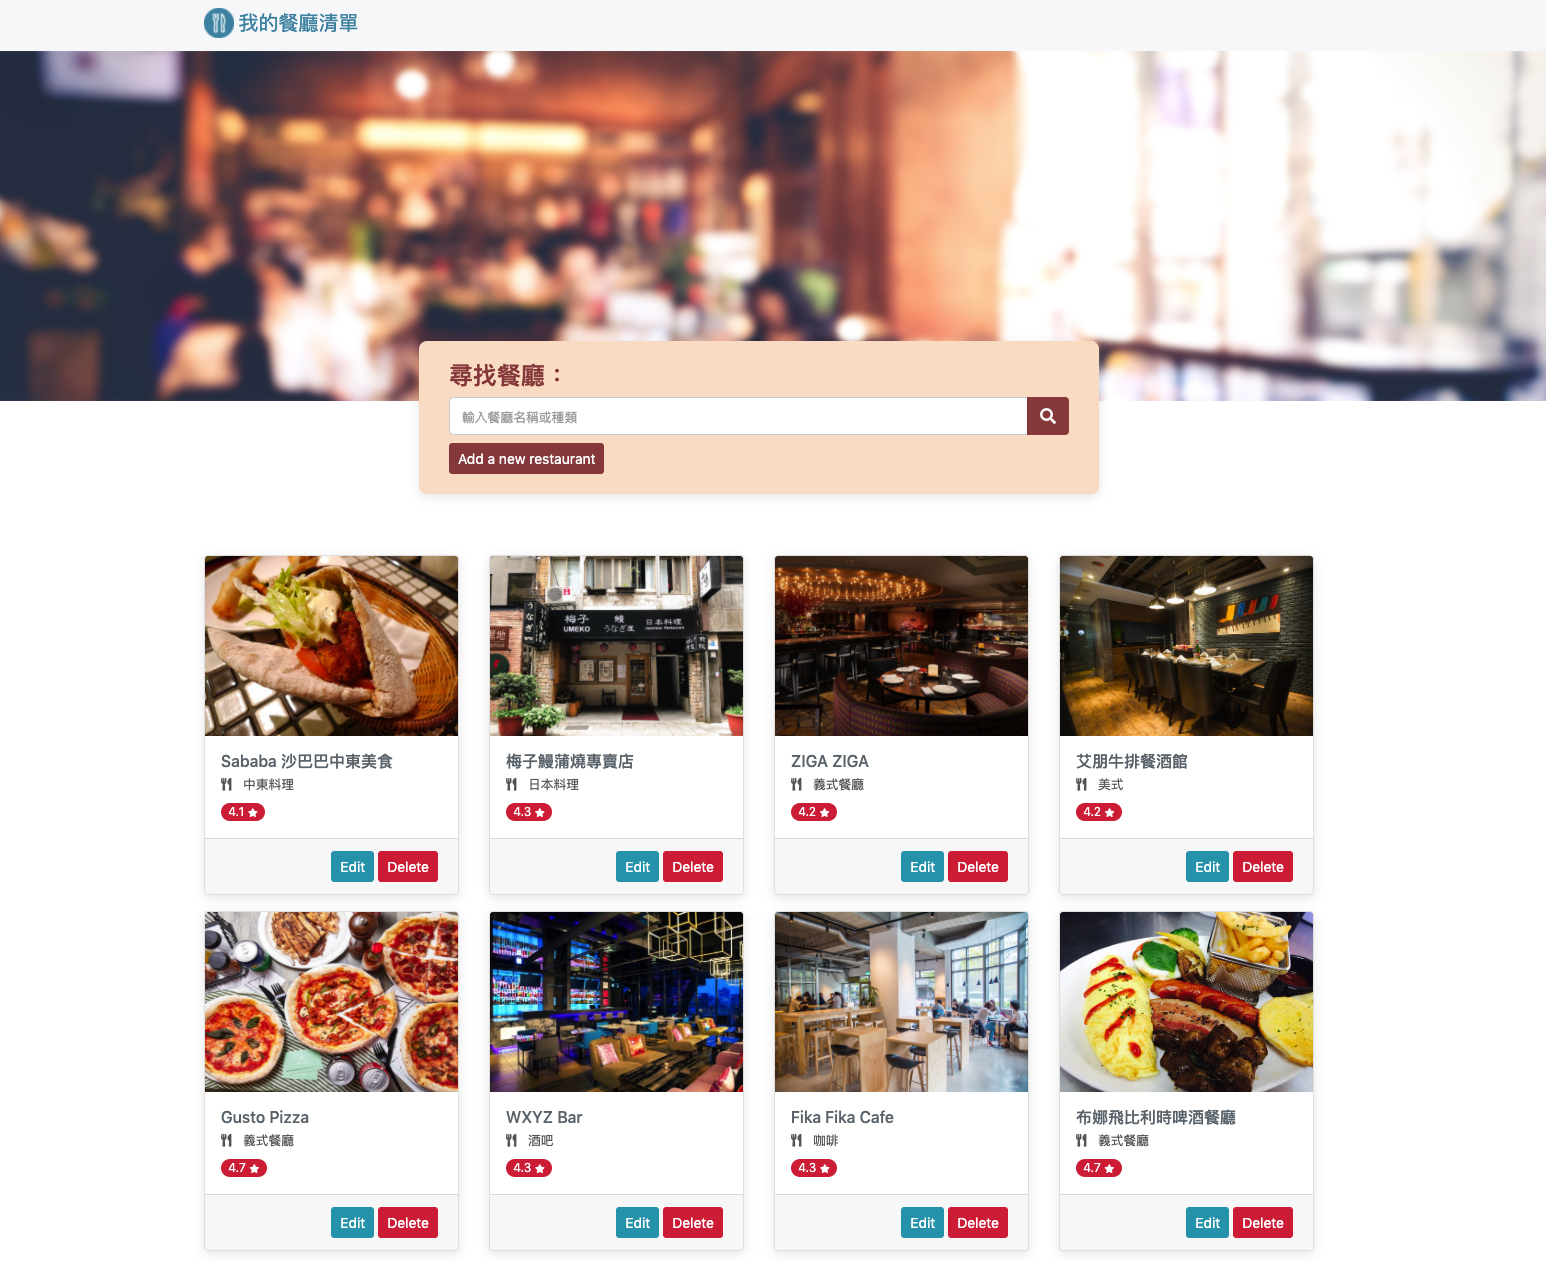 我的餐廳清單
尋找餐廳：
輸入餐廳名稱或種類
Add a new restaurant
梅子 鰻 日本料理
UMEKO うなぎ屋 Japanese Restaurant
Sababa 沙巴巴中東美食
中東料理
4.1
Edit Delete
梅子鰻蒲燒專賣店
日本料理
4.3
Edit Delete
ZIGA ZIGA
義式餐廳
4.2
Edit Delete
艾朋牛排餐酒館
美式
4.2
Edit Delete
Gusto Pizza
義式餐廳
4.7
Edit Delete
WXYZ Bar
酒吧
4.3
Edit Delete
Fika Fika Cafe
咖啡
4.3
Edit Delete
布娜飛比利時啤酒餐廳
義式餐廳
4.7
Edit Delete